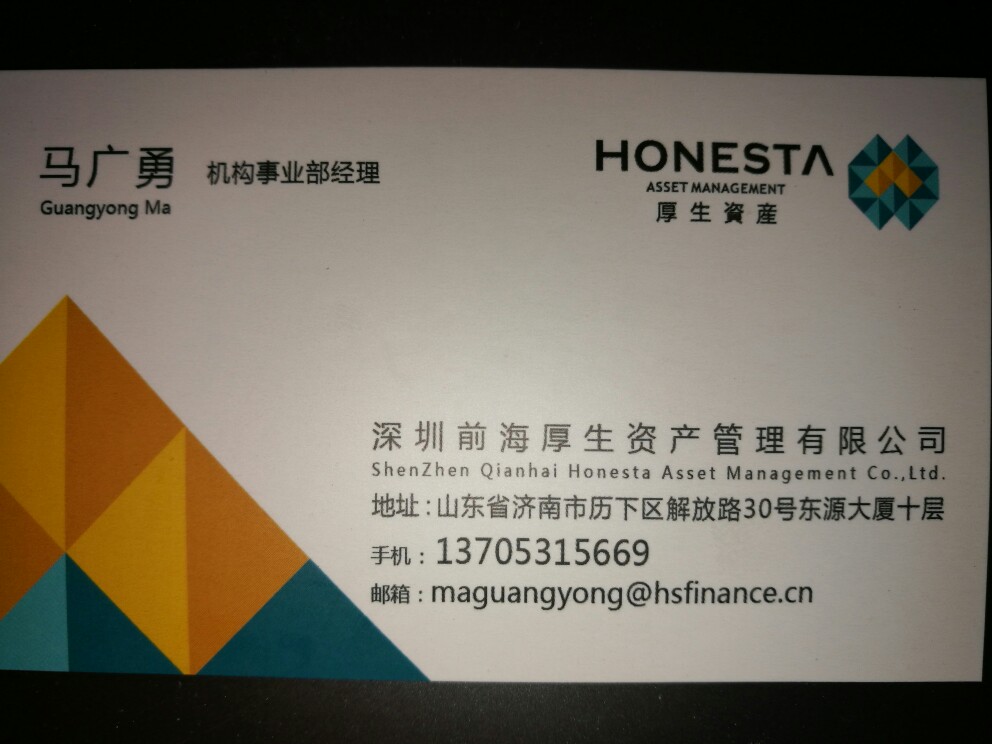 马广勇 机构事业部经理
Guangyong Ma
HONESTA
ASSET MANAGEMENT
厚生資産
深圳前海厚生资产管理有限公司
ShenZhen Qianhai Honesta Asset Management Co.,Ltd.
地址:山东省济南市历下区解放路30号东源大厦十层
手机:13705315669
邮箱:maguangyong@hsfinance.cn